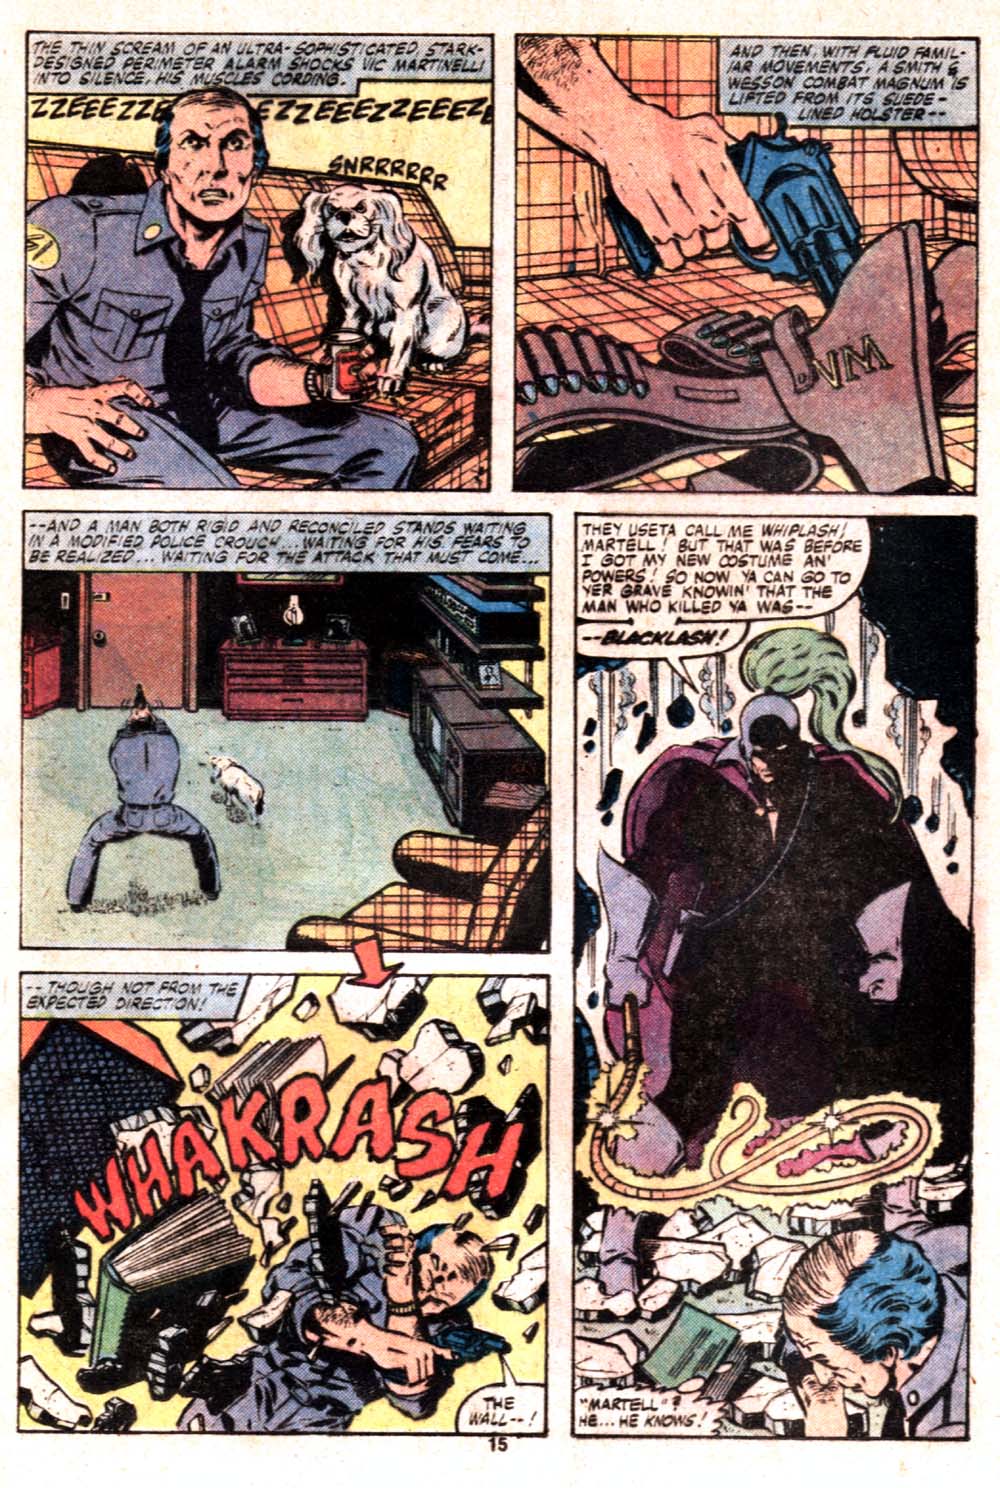 THE THIN SCREAM OF AN ULTRA-SOPHISTICATED, STARK-
DESIGNED PERIMETER ALARM SHOCKS VIC MARTINELLI
INTO SILENCE, HIS MUSCLES CORDING.
ZZEEEZZEEEZZEEEZZEEEZE
SNRRRRRR
AND THEN, WITH FLUID FAMIL-
IAR MOVEMENTS, A SMITH &
WESSON COMBAT MAGNUM IS
LIFTED FROM ITS SUEDE-
LINED HOLSTER--
VM
--AND A MAN BOTH RIGID AND RECONCILED STANDS WAITING
IN A MODIFIED POLICE CROUCH... WAITING FOR HIS FEARS TO
BE REALIZED... WAITING FOR THE ATTACK THAT MUST COME...
--THOUGH NOT FROM THE
EXPECTED DIRECTION!
WHAKRASH
THE
WALL--!
THEY USETA CALL ME WHIPLASH!
MARTELL! BUT THAT WAS BEFORE
I GOT MY NEW COSTUME AN'
POWERS! SO NOW YA CAN GO TO
YER GRAVE KNOWIN' THAT THE
MAN WHO KILLED YA WAS--
--BLACKLASH!
"MARTELL"?
HE... HE KNOWS!
15